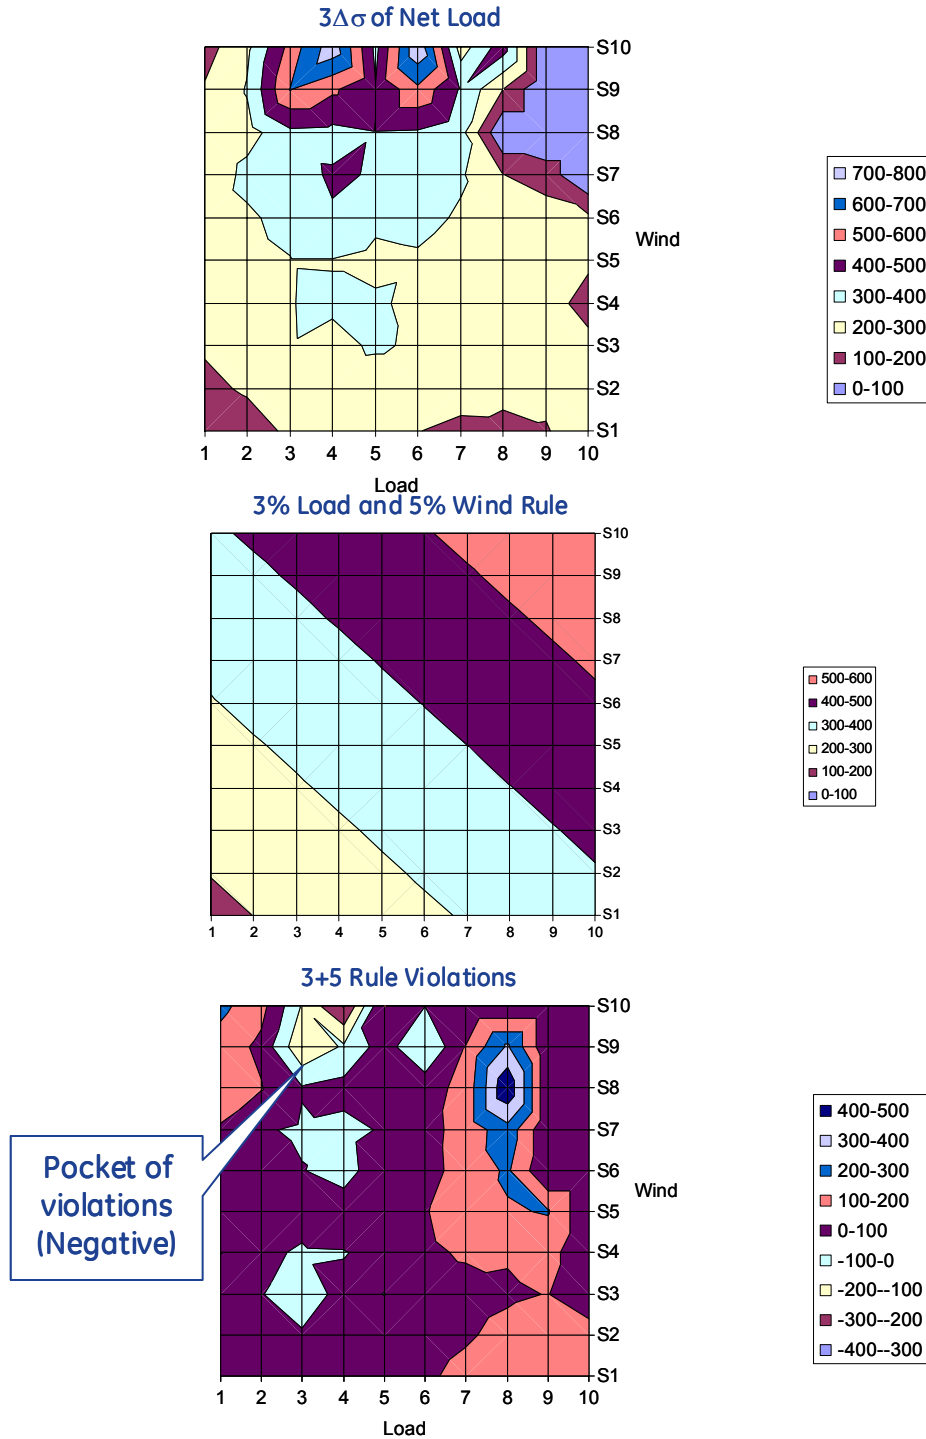 3Δσ of Net Load
S10
S9
S8
S7
S6
S5
S4
S3
S2
S1
Wind
1 2 3 4 5 6 7 8 9 10
Load
700-800
600-700
500-600
400-500
300-400
200-300
100-200
0-100
3% Load and 5% Wind Rule
S10
S9
S8
S7
S6
S5
S4
S3
S2
S1
1 2 3 4 5 6 7 8 9 10
500-600
400-500
300-400
200-300
100-200
0-100
3+5 Rule Violations
S10
S9
S8
S7
S6
S5
S4
S3
S2
S1
Wind
1 2 3 4 5 6 7 8 9 10
Load
Pocket of
violations
(Negative)
400-500
300-400
200-300
100-200
0-100
-100-0
-200--100
-300--200
-400--300